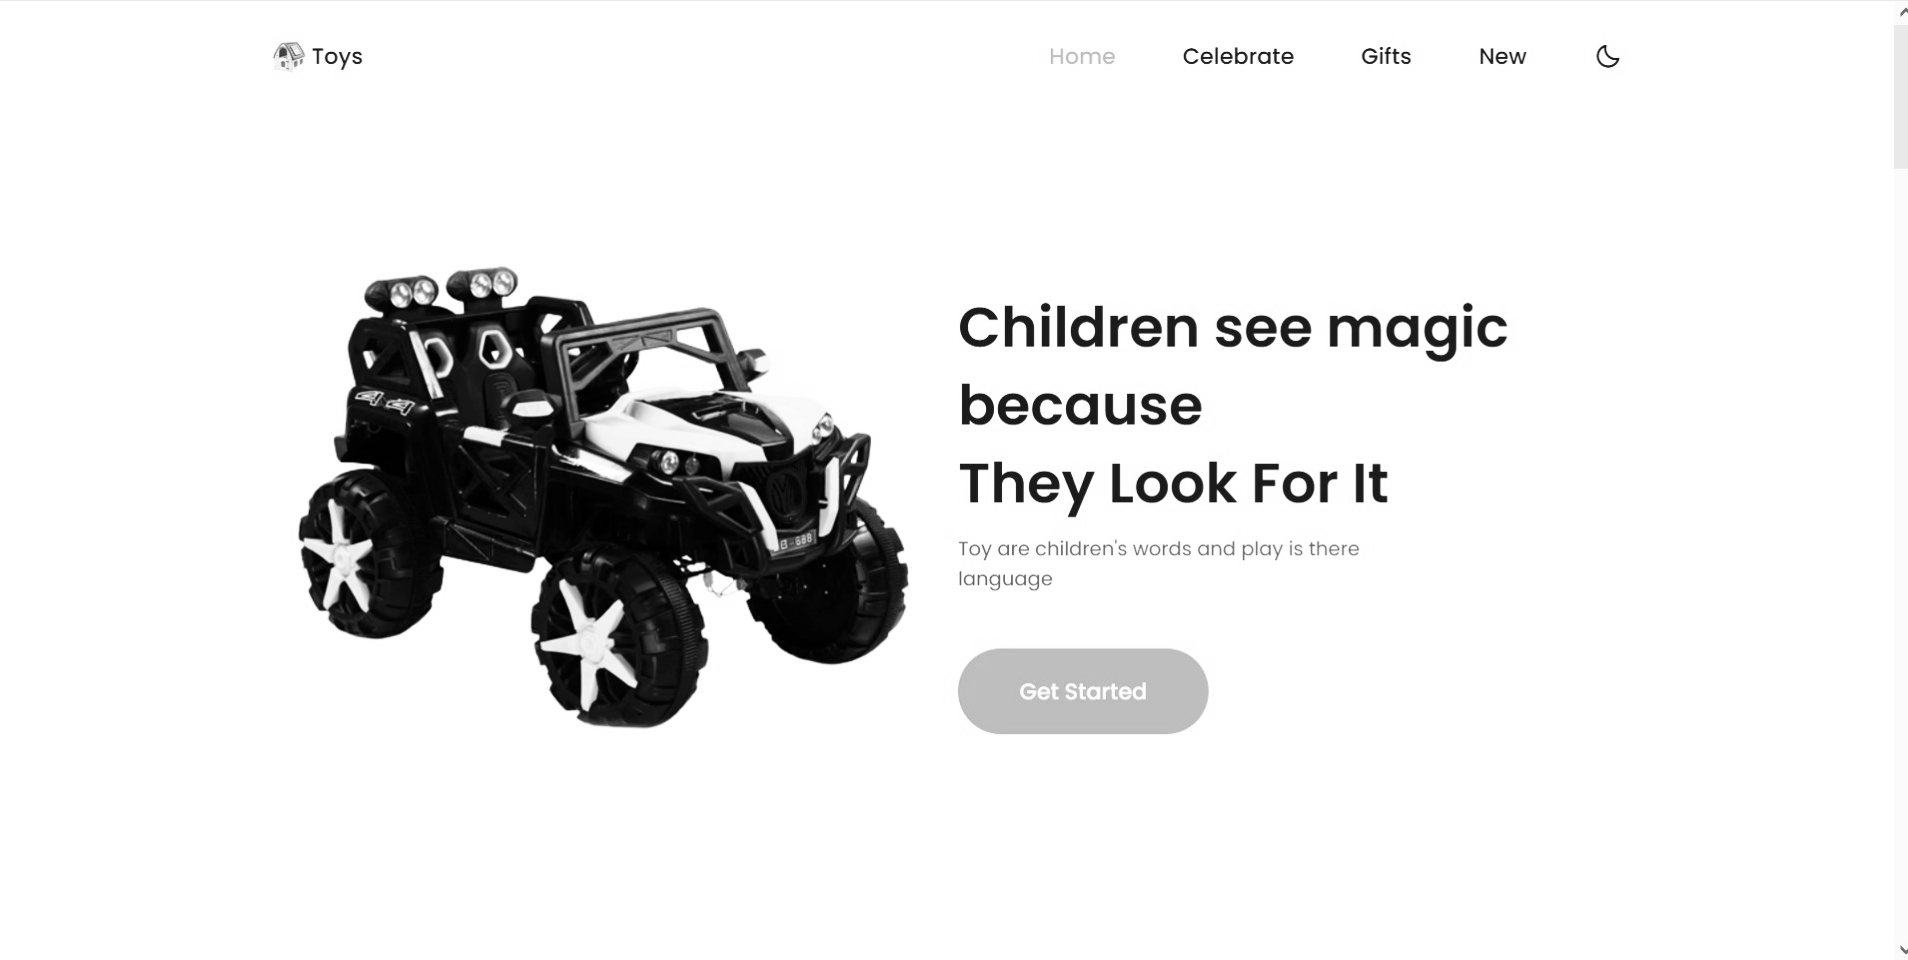 Toys
Home Celebrate Gifts New
Children see magic
because
They Look For It
Toy are children's words and play is there
language
Get Started
4x4